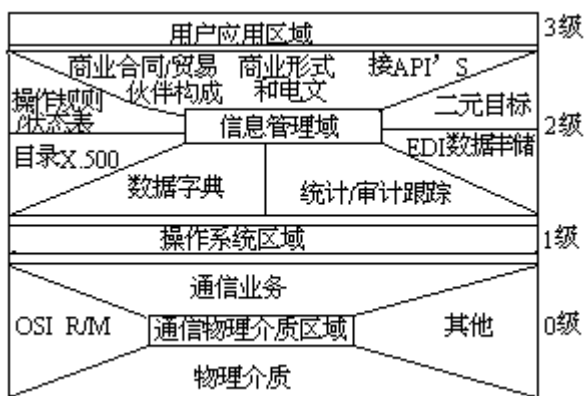 用户应用区域
3级
商业合同/贸易
商业形式
接API’S
伙伴构成
和电文
操作规则
/状态表
二元目标
信息管理域
2级
目录X.500
EDI数据串储
数据字典
统计/审计跟踪
操作系统区域
1级
通信业务
OSI R/M
通信物理介质区域
其他
0级
物理介质